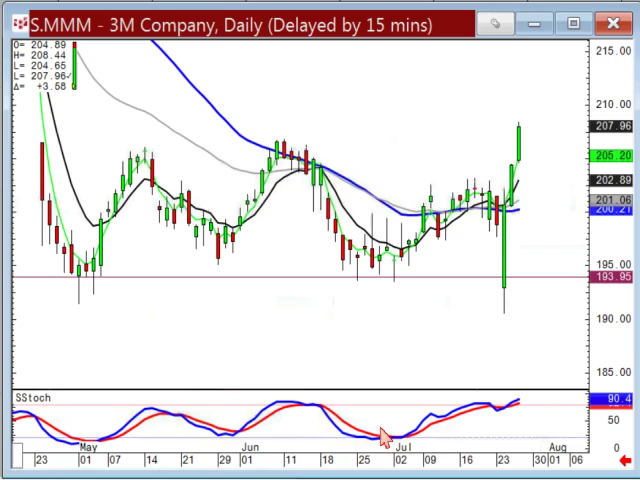 S.MMM - 3M Company, Daily (Delayed by 15 mins)
O= 204.89
H= 208.44
L= 204.65
L= 207.96
Δ= +3.58
215.00
210.00
207.96
205.20
202.89
201.06
200.21
195.00
193.95
190.00
185.00
SStoch
90.4
50
0
May Jun Jul Aug
23 01 07 14 21 29 01 11 18 25 02 09 16 23 30 01 06